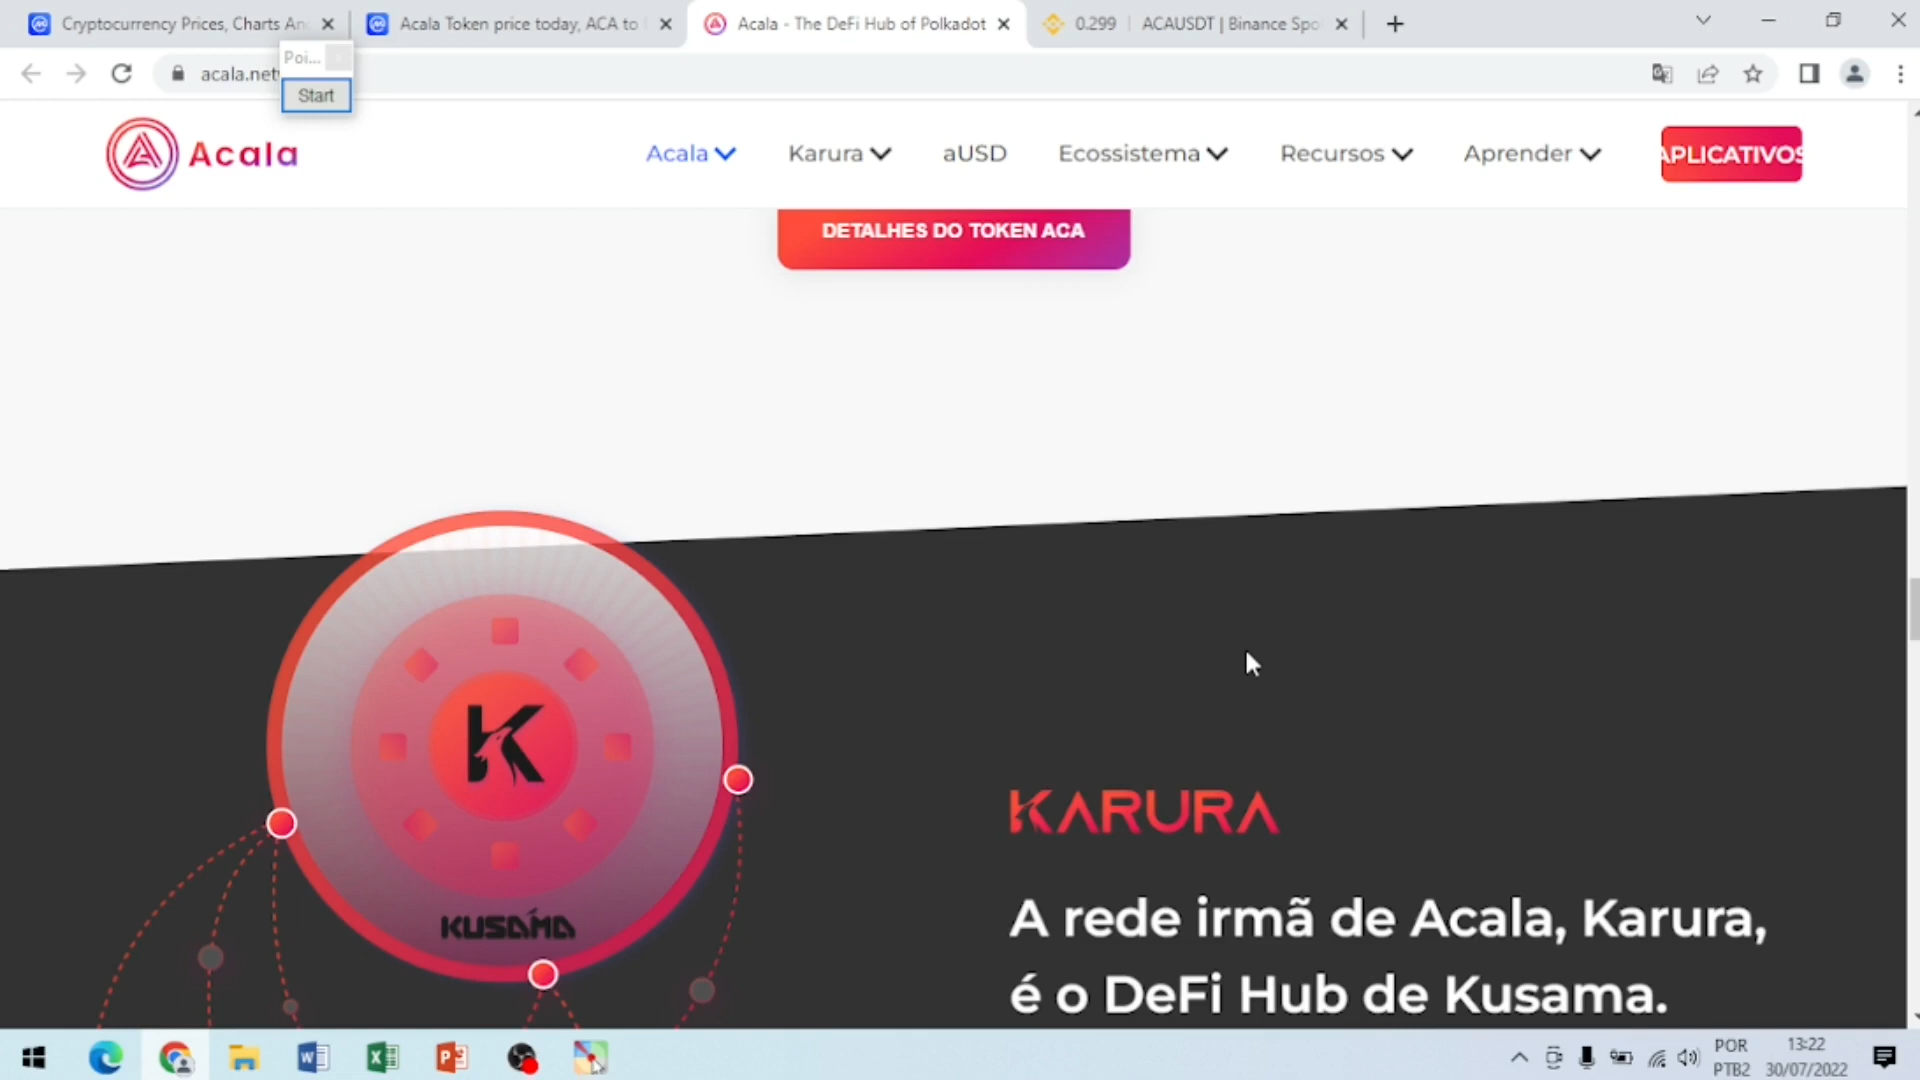 Cryptocurrency Prices, Charts An
Acala Token price today, ACA to
Acala - The DeFi Hub of Polkadot
0.299 | ACAUSDT | Binance Spo
acala.net
Poi...
Start
Acala
Acala
Karura
aUSD
Ecossistema
Recursos
Aprender
APLICATIVOS
DETALHES DO TOKEN ACA
K
KUSAMA
KARURA
A rede irmã de Acala, Karura,
é o DeFi Hub de Kusama.
POR
PTB2
13:22
30/07/2022